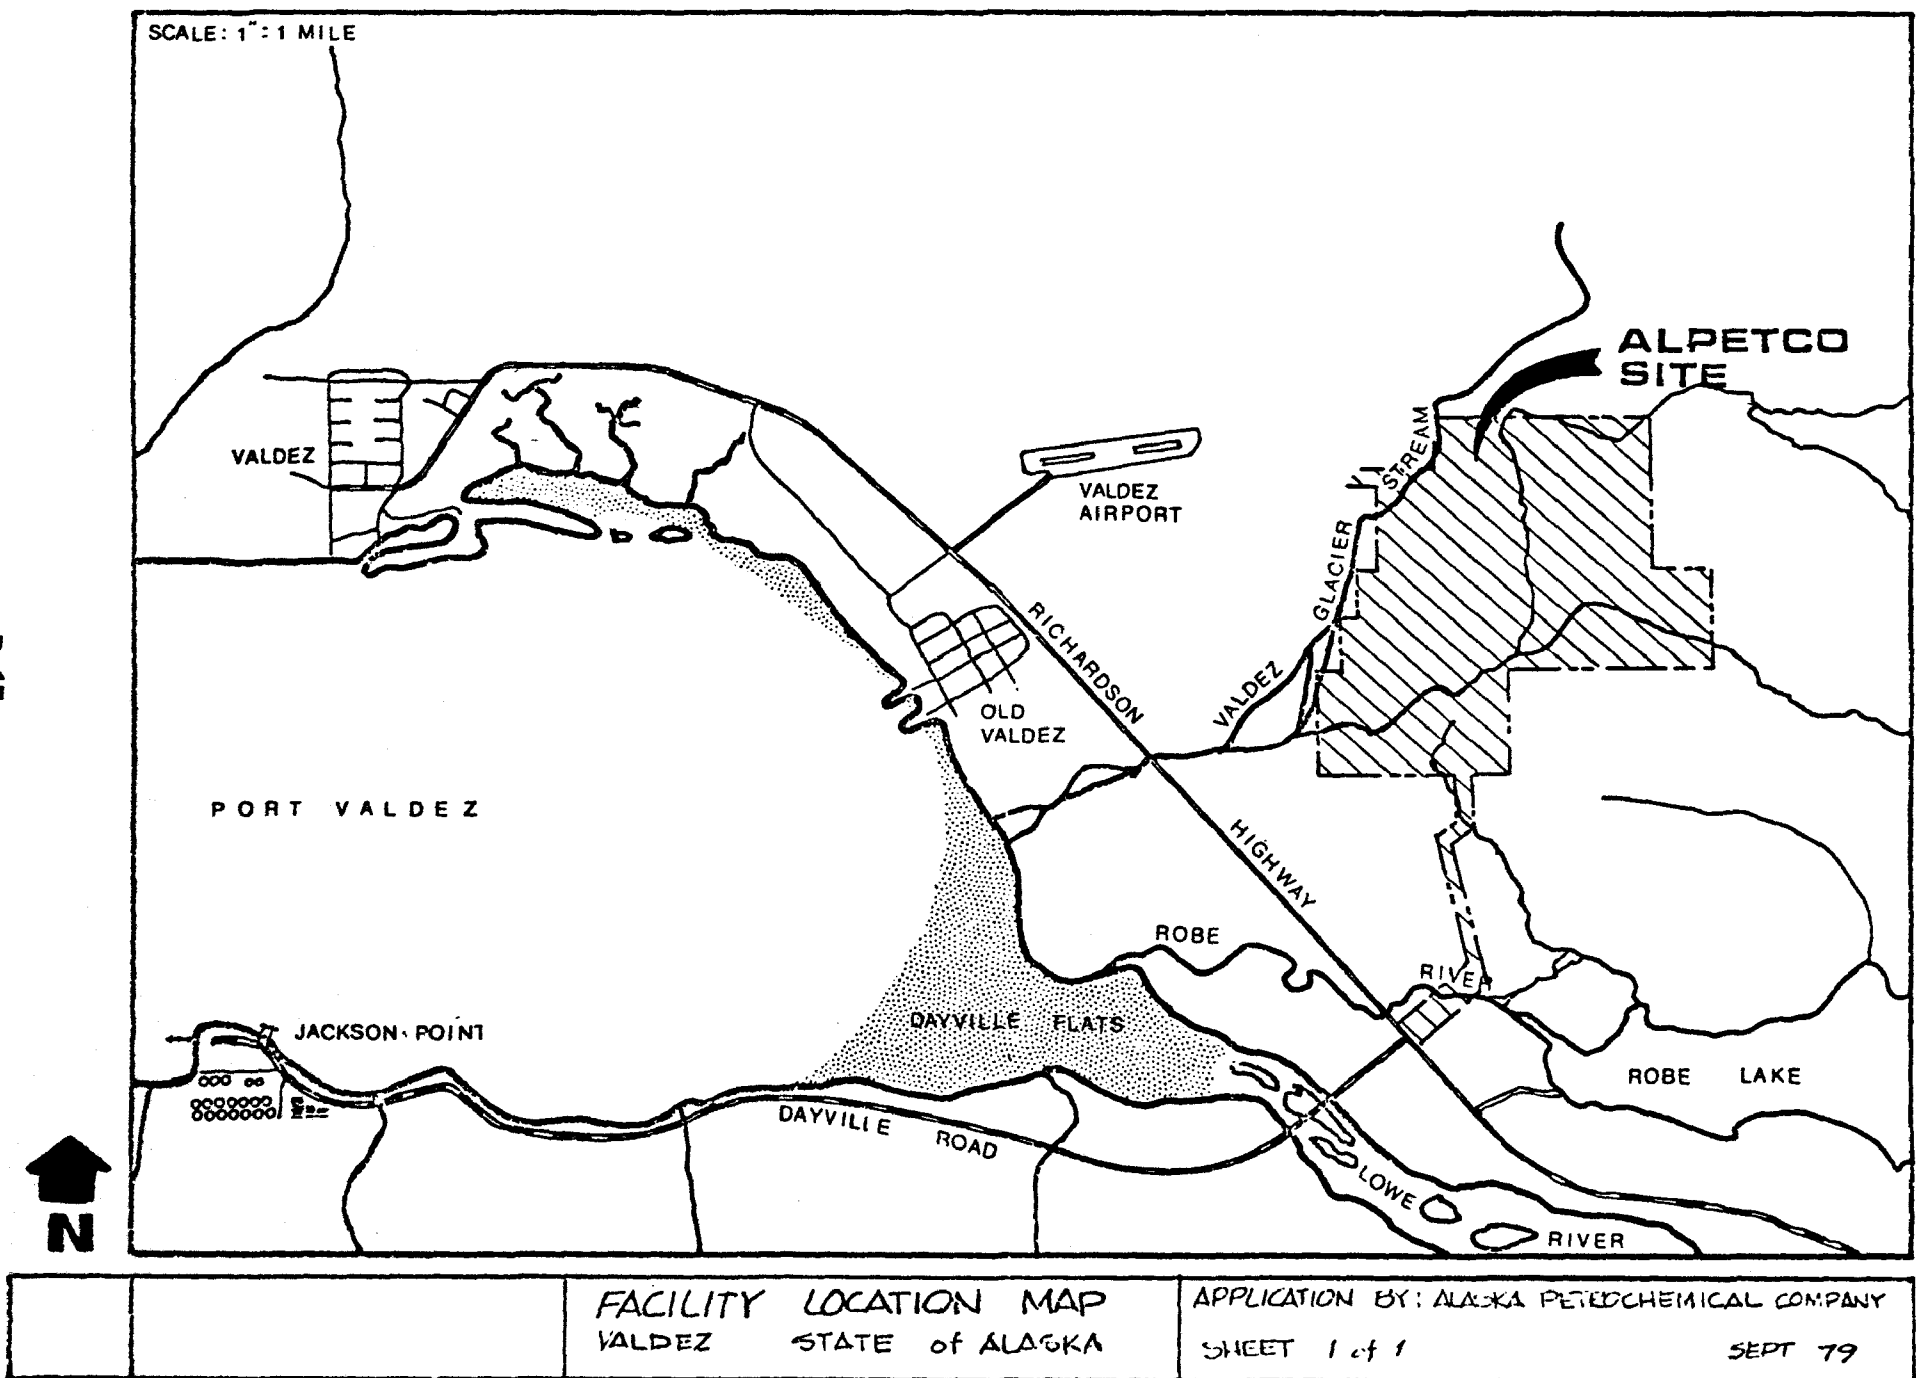 SCALE: 1": 1 MILE
ALPETCO
SITE
VALDEZ
VALDEZ
AIRPORT
VALDEZ GLACIER STREAM
RICHARDSON HIGHWAY
OLD
VALDEZ
PORT VALDEZ
ROBE RIVER
JACKSON POINT
DAYVILLE FLATS
ROBE LAKE
DAYVILLE ROAD
LOWE RIVER
N
FACILITY LOCATION MAP
VALDEZ STATE of ALASKA
APPLICATION BY: ALASKA PETROCHEMICAL COMPANY
SHEET 1 of 1 SEPT 79